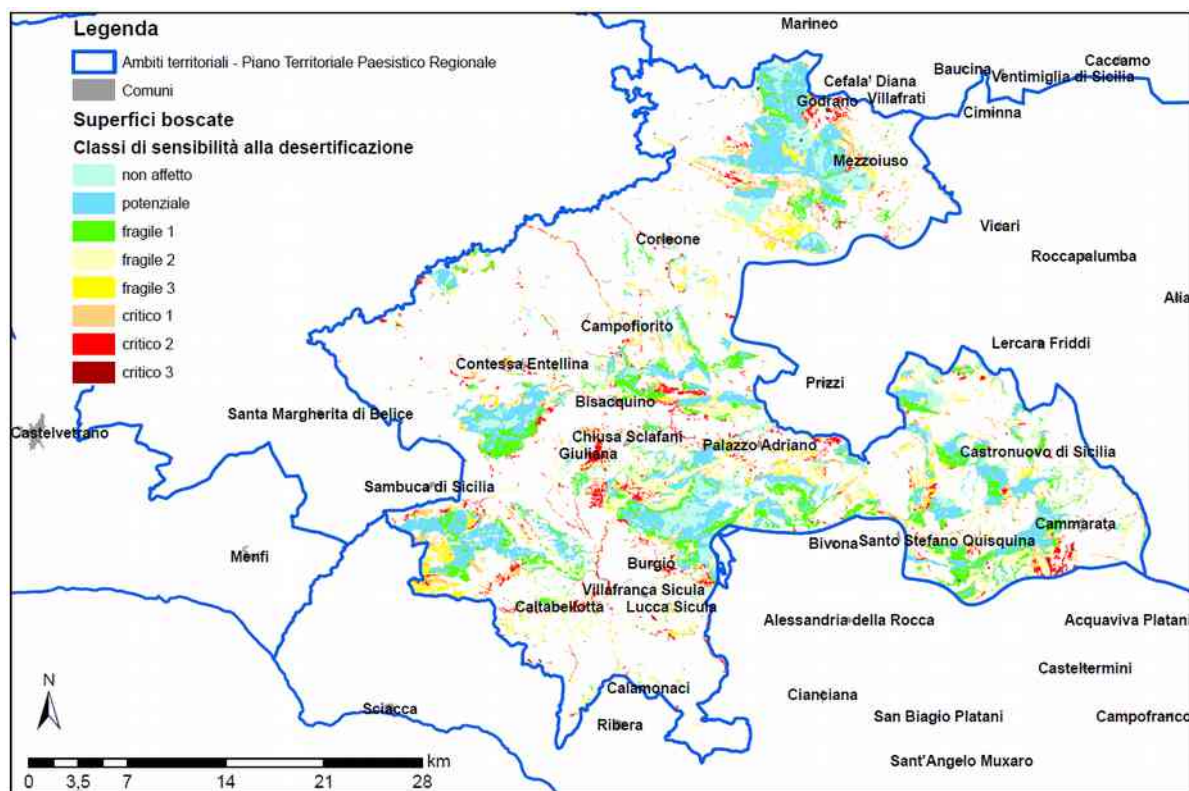 Legenda
Ambiti territoriali - Piano Territoriale Paesistico Regionale
Comuni
Superfici boscate
Classi di sensibilità alla desertificazione
non affetto
potenziale
fragile 1
fragile 2
fragile 3
critico 1
critico 2
critico 3
Marineo
Cefala' Diana
Baucina
Caccamo
Ventimiglia di Sicilia
Godrano
Villafrati
Ciminna
Mezzoiuso
Vicari
Corleone
Roccapalumba
Alia
Campofiorito
Lercara Friddi
Contessa Entellina
Prizzi
Bisacquino
Santa Margherita di Belice
Castelvetrano
Chiusa Sclafani
Palazzo Adriano
Giuliana
Castronuovo di Sicilia
Sambuca di Sicilia
Cammarata
Menfi
Bivona
Santo Stefano Quisquina
Burgio
Villafranca Sicula
Caltabellotta
Lucca Sicula
Alessandria della Rocca
Acquaviva Platani
Casteltermini
Calamonaci
Cianciana
Sciacca
Ribera
San Biagio Platani
Campofranco
Sant'Angelo Muxaro
N
km
0 3,5 7 14 21 28